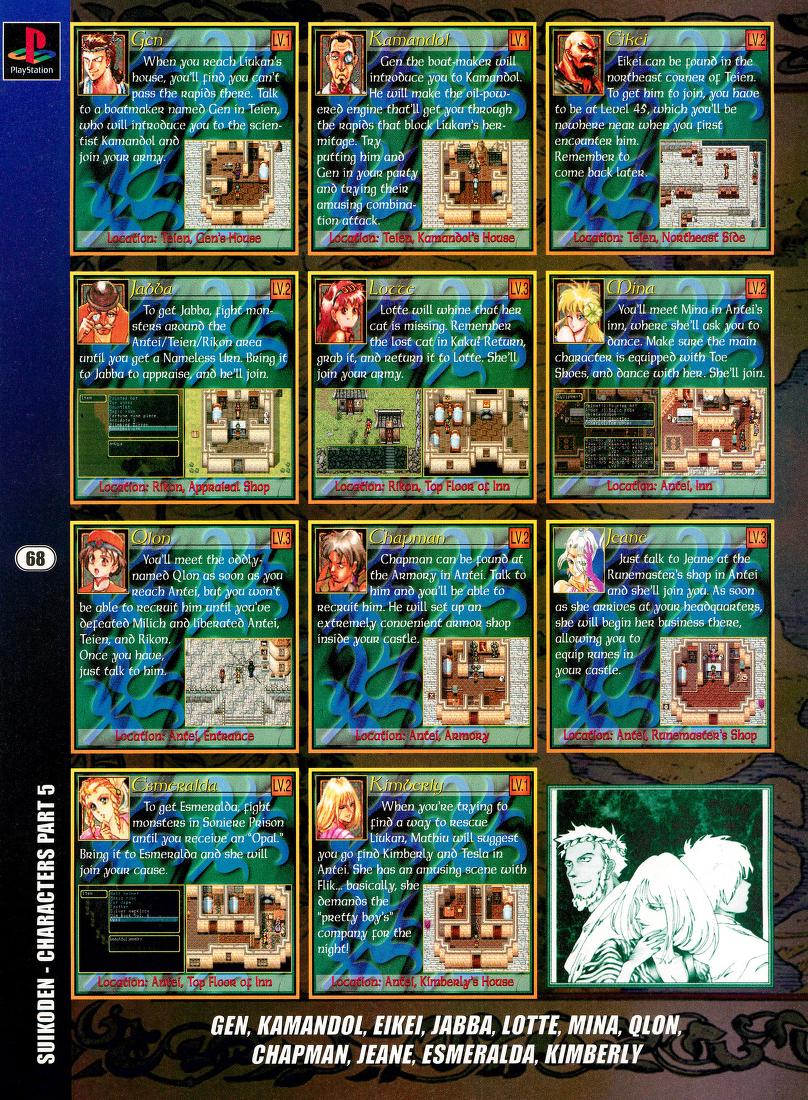 PlayStation
Gen
LV.1
When you reach Liukan's
house, you'll find you can't
pass the rapids there. Talk
to a boatmaker named Gen in Teien,
who will introduce you to the scien-
tist Kamandol and
join your army.
Location: Teien, Gen's House
Kamandol
LV.1
Gen the boat-maker will
introduce you to Kamandol.
He will make the oil-pow-
ered engine that'll get you through
the rapids that block Liukan's her-
mitage. Try
putting him and
Gen in your party
and trying their
amusing combina-
tion attack.
Location: Teien, Kamandol's House
Eikei
LV.2
Eikei can be found in the
northeast corner of Teien.
To get him to join, you have
to be at Level 45, which you'll be
nowhere near when you first
encounter him.
Remember to
come back later.
Location: Teien, Northeast Side
Jabba
LV.2
To get Jabba, fight mon-
sters around the
Antei/Teien/Rikon area
until you get a Nameless Urn. Bring it
to Jabba to appraise, and he'll join.
Location: Rikon, Appraisal Shop
Lotte
LV.3
Lotte will whine that her
cat is missing. Remember
the lost cat in Kaku? Return,
grab it, and return it to Lotte. She'll
join your army.
Location: Rikon, Top Floor of Inn
Mina
LV.2
You'll meet Mina in Antei's
inn, where she'll ask you to
dance. Make sure the main
character is equipped with Toe
Shoes, and dance with her. She'll join.
Location: Antei, Inn
Qlon
LV.3
You'll meet the oddly-
named Qlon as soon as you
reach Antei, but you won't
be able to recruit him until you've
defeated Milich and liberated Antei,
Teien, and Rikon.
Once you have,
just talk to him.
Location: Antei, Entrance
Chapman
LV.2
Chapman can be found at
the Armory in Antei. Talk to
him and you'll be able to
recruit him. He will set up an
extremely convenient armor shop
inside your castle.
Location: Antei, Armory
Jeane
LV.3
Just talk to Jeane at the
Runemaster's shop in Antei
and she'll join you. As soon
as she arrives at your headquarters,
she will begin her business there,
allowing you to
equip runes in
your castle.
Location: Antei, Runemaster's Shop
Esmeralda
LV.2
To get Esmeralda, fight
monsters in Soniere Prison
until you receive an "Opal."
Bring it to Esmeralda and she will
join your cause.
Location: Antei, Top Floor of Inn
Kimberly
LV.1
When you're trying to
find a way to rescue
Liukan, Mathiu will suggest
you go find Kimberly and Tesla in
Antei. She has an amusing scene with
Flik... basically, she
demands the
"pretty boy's"
company for the
night!
Location: Antei, Kimberly's House
68
SUIKODEN - CHARACTERS PART 5
GEN, KAMANDOL, EIKEI, JABBA, LOTTE, MINA, QLON,
CHAPMAN, JEANE, ESMERALDA, KIMBERLY